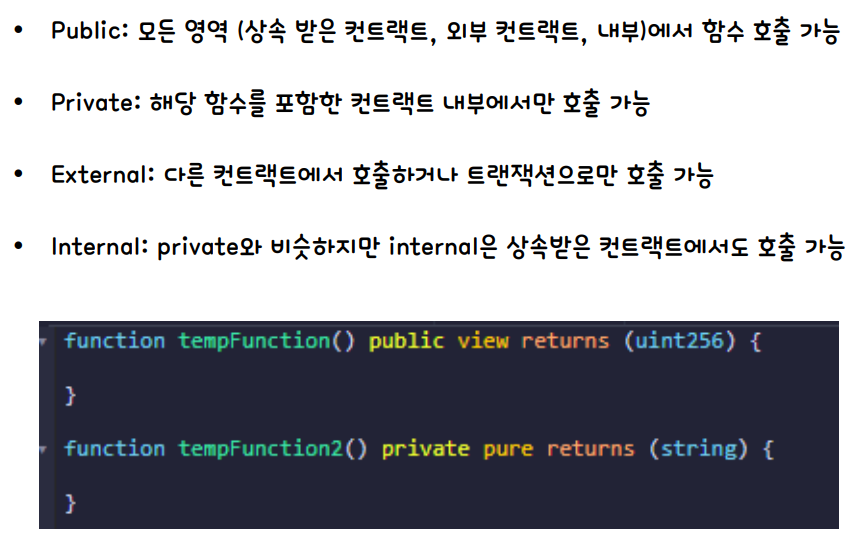 • Public: 모든 영역 (상속 받은 컨트랙트, 외부 컨트랙트, 내부)에서 함수 호출 가능
• Private: 해당 함수를 포함한 컨트랙트 내부에서만 호출 가능
• External: 다른 컨트랙트에서 호출하거나 트랜잭션으로만 호출 가능
• Internal: private와 비슷하지만 internal은 상속받은 컨트랙트에서도 호출 가능
function tempFunction() public view returns (uint256) {
}
function tempFunction2() private pure returns (string) {
}